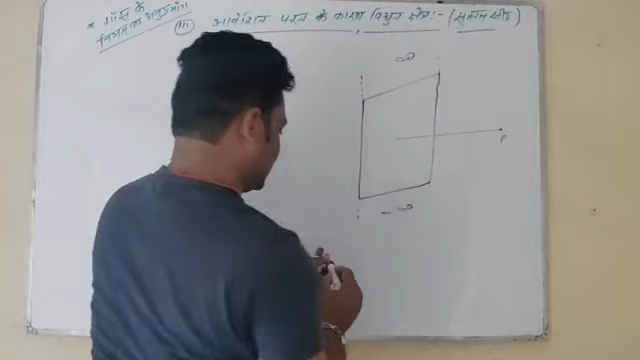 * गॉस के
नियम का अनुप्रयोग
(iii) आवेशित परत के कारण विद्युत क्षेत्र:- (समतल सीट)
∞
P
- ∞